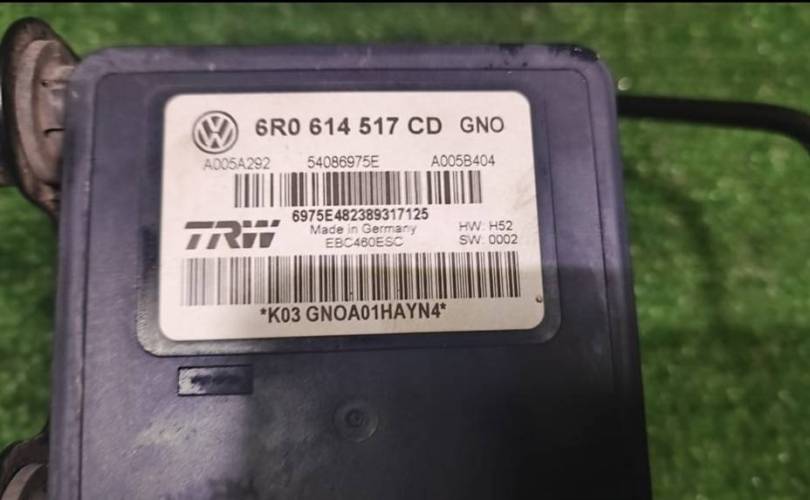 6R0 614 517 CD GNO
A005A292 54086975E A005B404
6975E482389317125
TRW
Made in Germany
EBC460ESC
HW: H52
SW: 0002
*K03 GNOA01HAYN4*